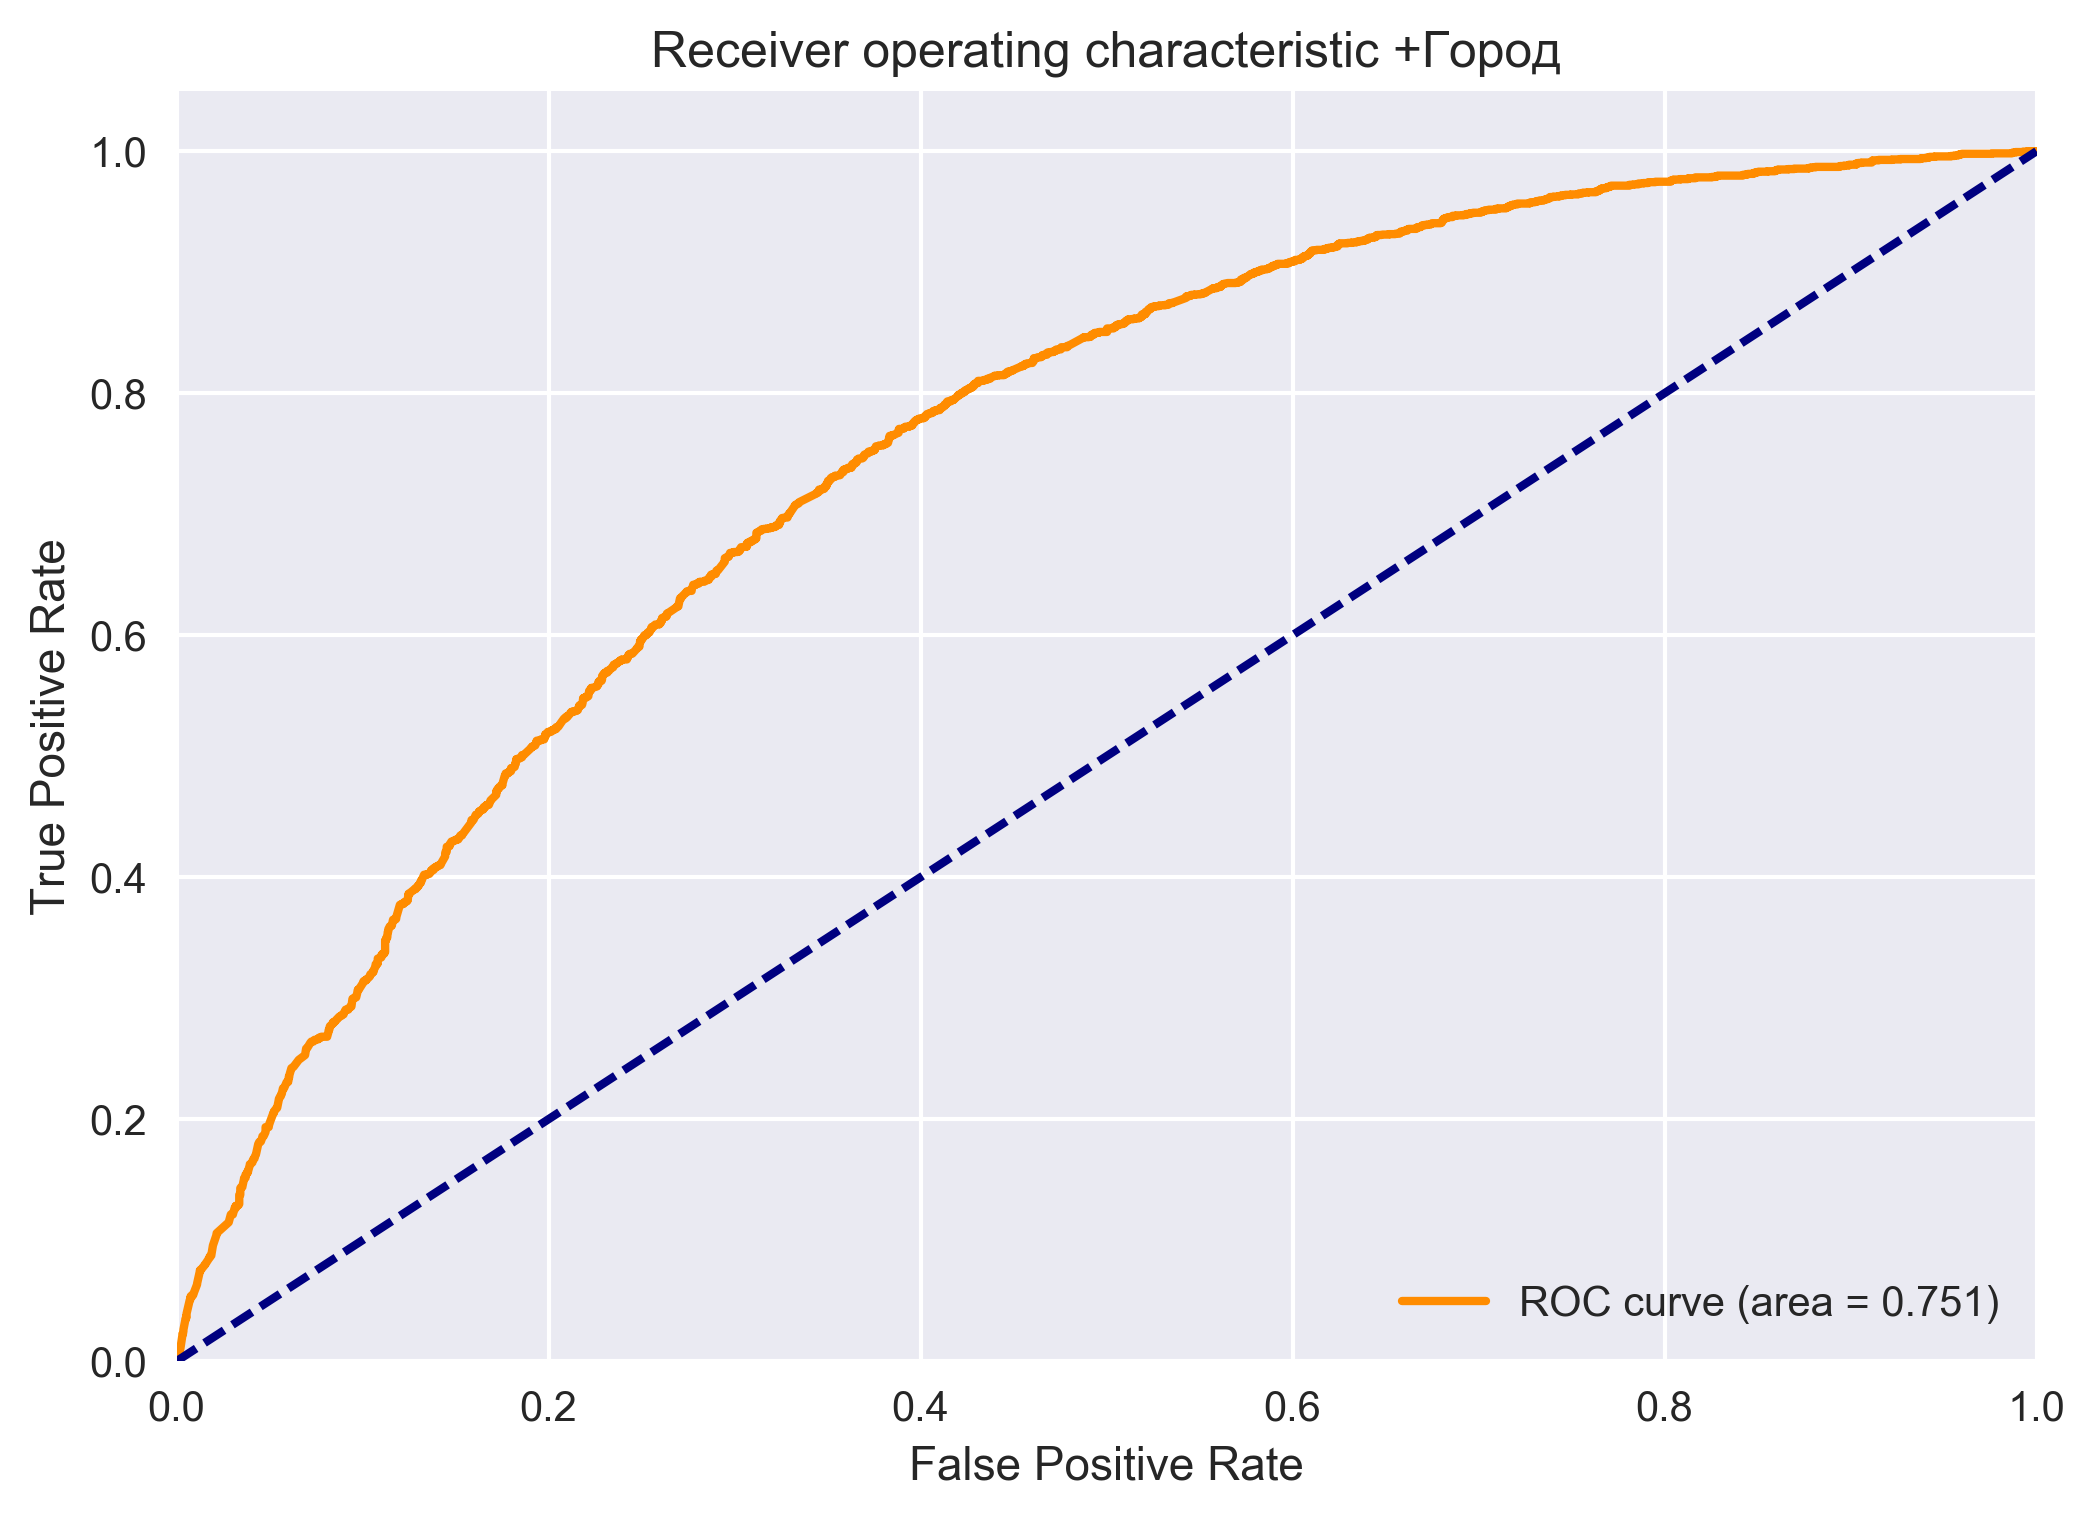 Receiver operating characteristic +Город
1.0
0.8
0.6
0.4
0.2
0.0
True Positive Rate
ROC curve (area = 0.751)
0.0 0.2 0.4 0.6 0.8 1.0
False Positive Rate